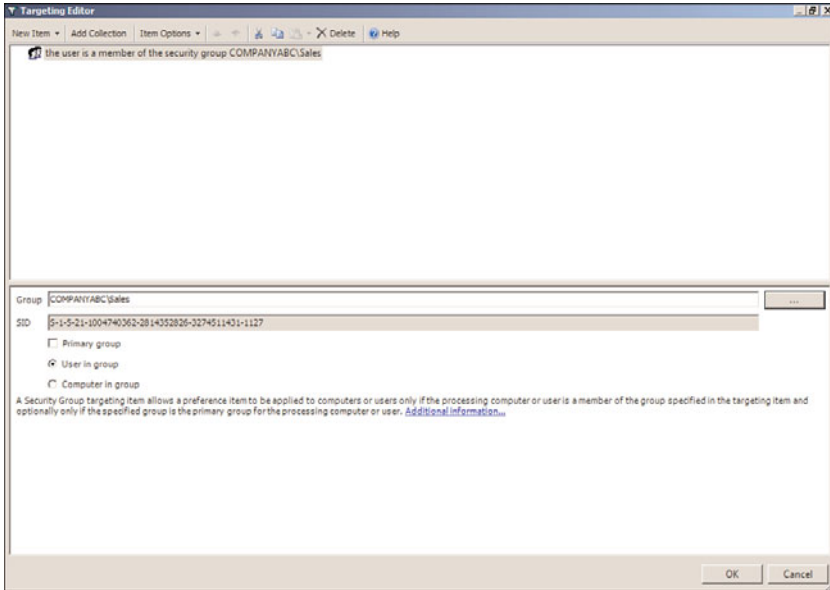 Targeting Editor
New Item Add Collection Item Options Delete Help
the user is a member of the security group COMPANYABC\Sales
Group COMPANYABC\Sales ...
SID S-1-5-21-1004740362-2814352826-3274511431-1127
Primary group
User in group
Computer in group
A Security Group targeting item allows a preference item to be applied to computers or users only if the processing computer or user is a member of the group specified in the targeting item and
optionally only if the specified group is the primary group for the processing computer or user. Additional information...
OK Cancel